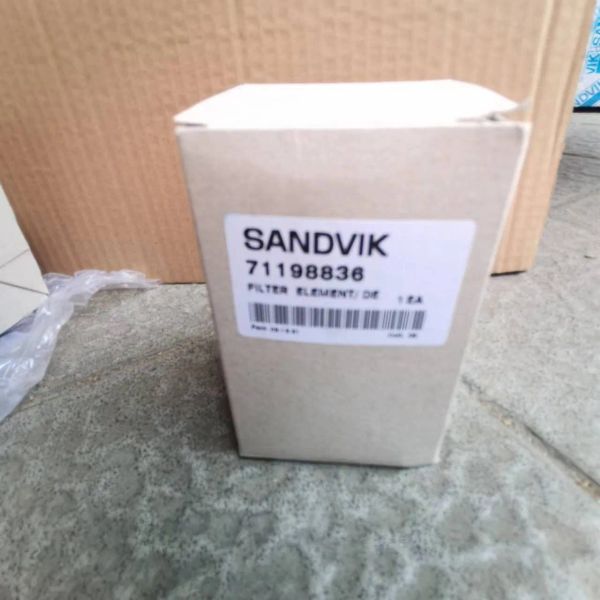 SANDVIK
71198836
FILTER ELEMENT/ DE 1 EA